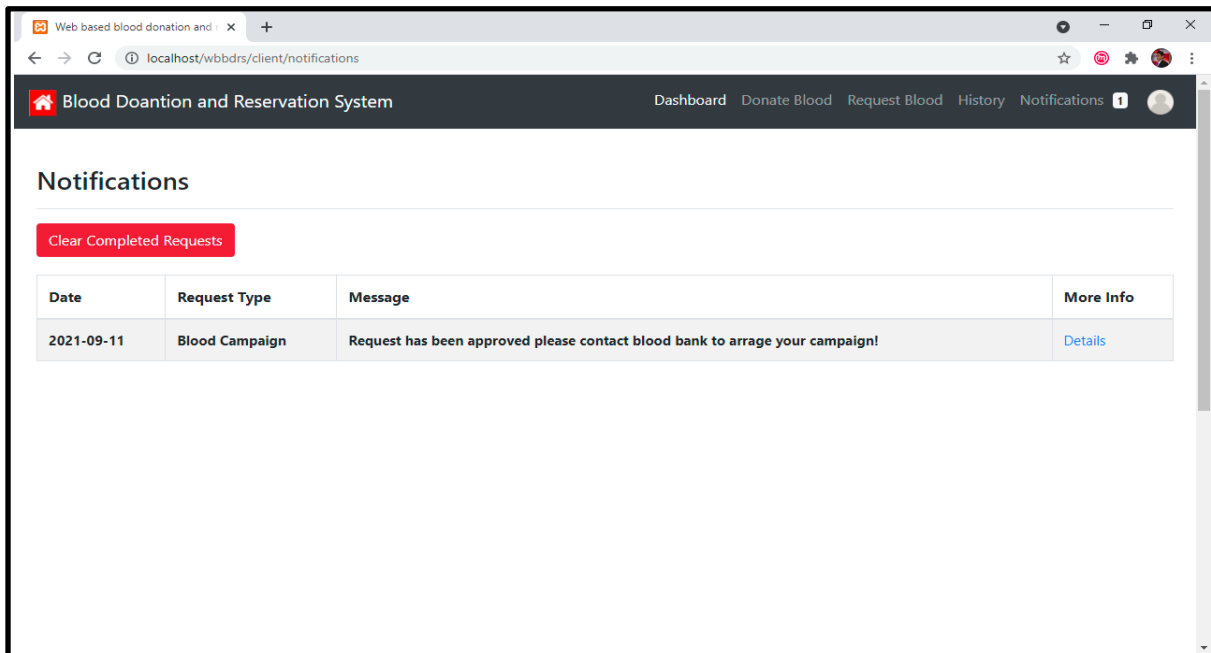 Web based blood donation and
localhost/wbbdrs/client/notifications
Blood Doantion and Reservation System Dashboard Donate Blood Request Blood History Notifications 1
Notifications
Clear Completed Requests
Date Request Type Message More Info
2021-09-11 Blood Campaign Request has been approved please contact blood bank to arrage your campaign! Details